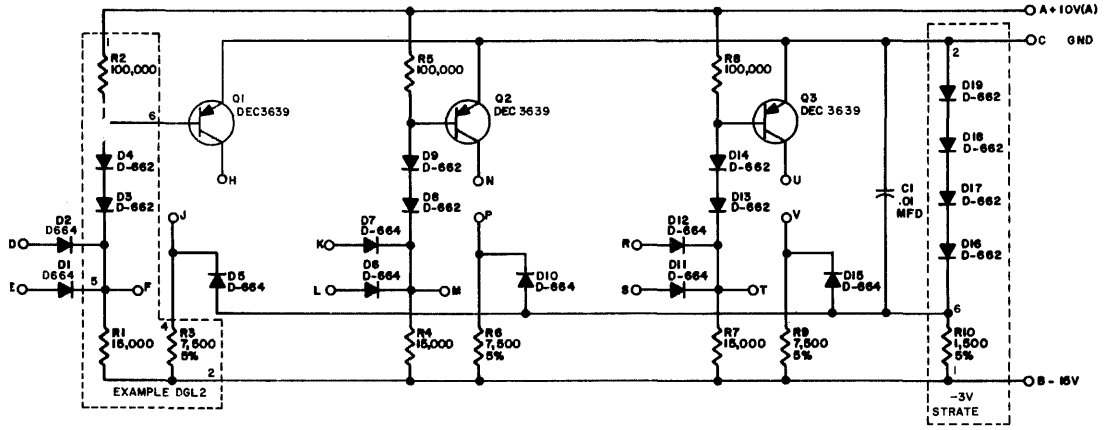 A+10V(A)
C GND
R2
100,000
R5
100,000
R8
100,000
2
Q1
DEC3639
Q2
DEC 3639
Q3
DEC 3639
D19
D-662
6
D18
D-662
D4
D-662
D9
D-662
D14
D-662
H
N
U
D3
D-662
D8
D-662
D13
D-662
D17
D-662
C1
.01
MFD
J
P
V
D2
D664
D7
D-664
D12
D-664
D
K
R
D16
D-662
D1
D664
5
D5
D-664
D6
D-664
D10
D-664
D11
D-664
D15
D-664
E
F
L
M
S
T
6
4
R1
15,000
R3
7,500
5%
R4
15,000
R6
7,500
5%
R7
15,000
R9
7,500
5%
R10
1,500
5%
2
1
B-15V
EXAMPLE DGL2
-3V
STRATE